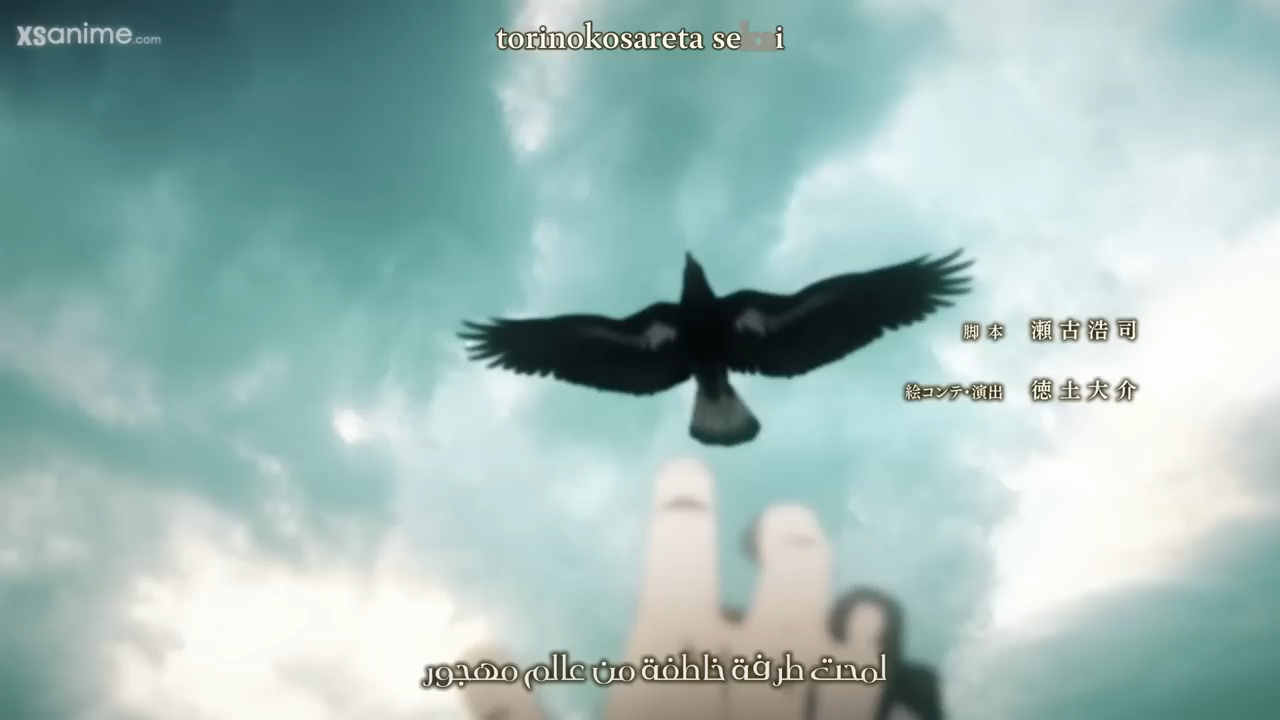 xsanime.com
torinokosareta sekai
脚本 瀬古浩司
絵コンテ・演出 徳土大介
لمحت طرفة خاطفة من عالم مهجور